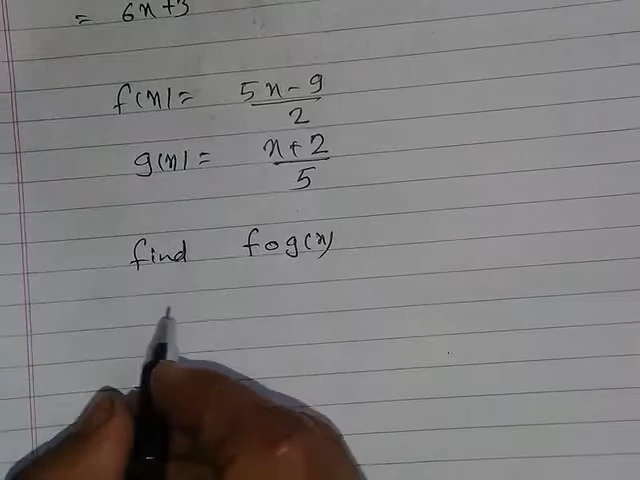 = 6x+3
f(x) = 5x-9 / 2
g(x) = x+2 / 5
find fog(x)